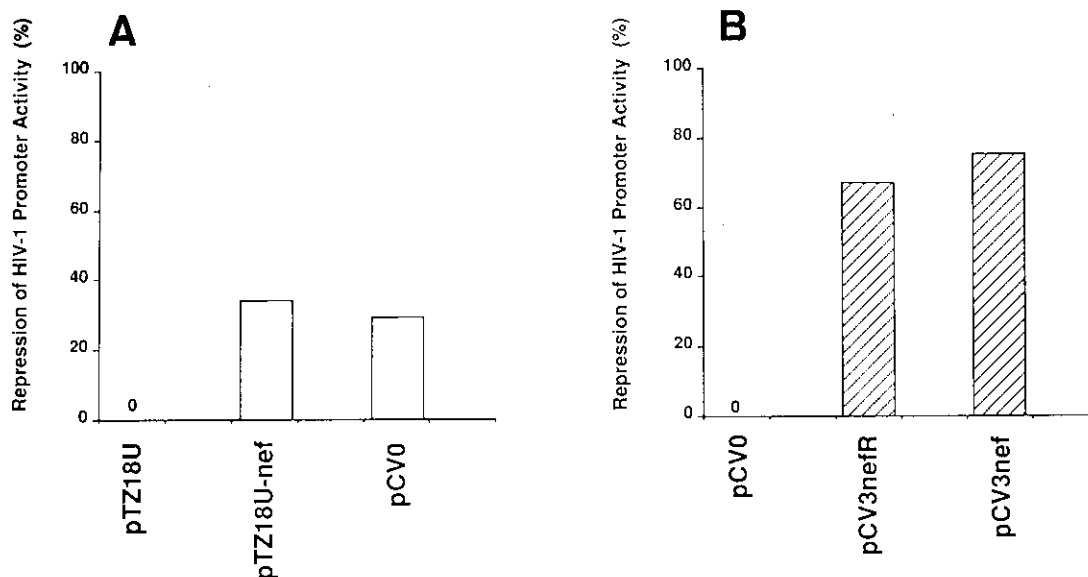 A
Repression of HIV-1 Promoter Activity (%)
100
80
60
40
20
0
0
pTZ18U
pTZ18U-nef
pCV0
B
Repression of HIV-1 Promoter Activity (%)
100
80
60
40
20
0
0
pCV0
pCV3nefR
pCV3nef